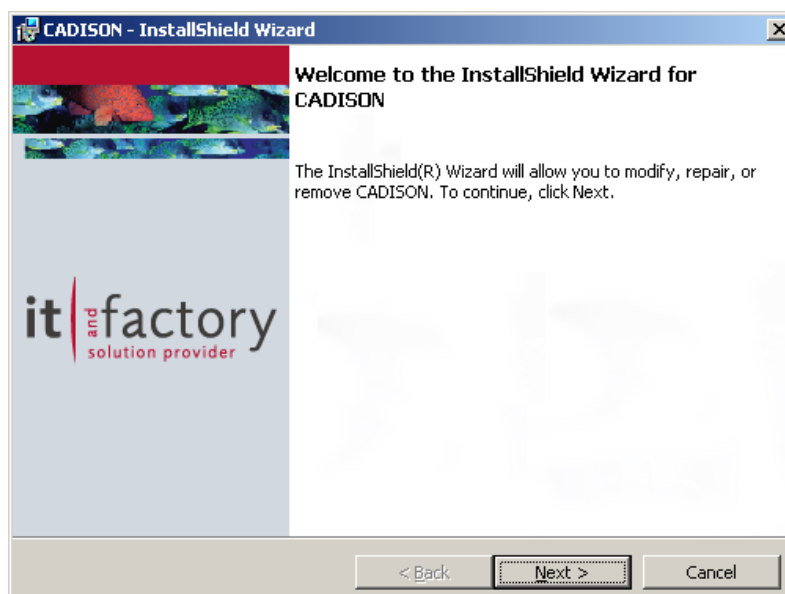 CADISON - InstallShield Wizard
Welcome to the InstallShield Wizard for
CADISON
The InstallShield(R) Wizard will allow you to modify, repair, or
remove CADISON. To continue, click Next.
it and factory
solution provider
< Back
Next >
Cancel